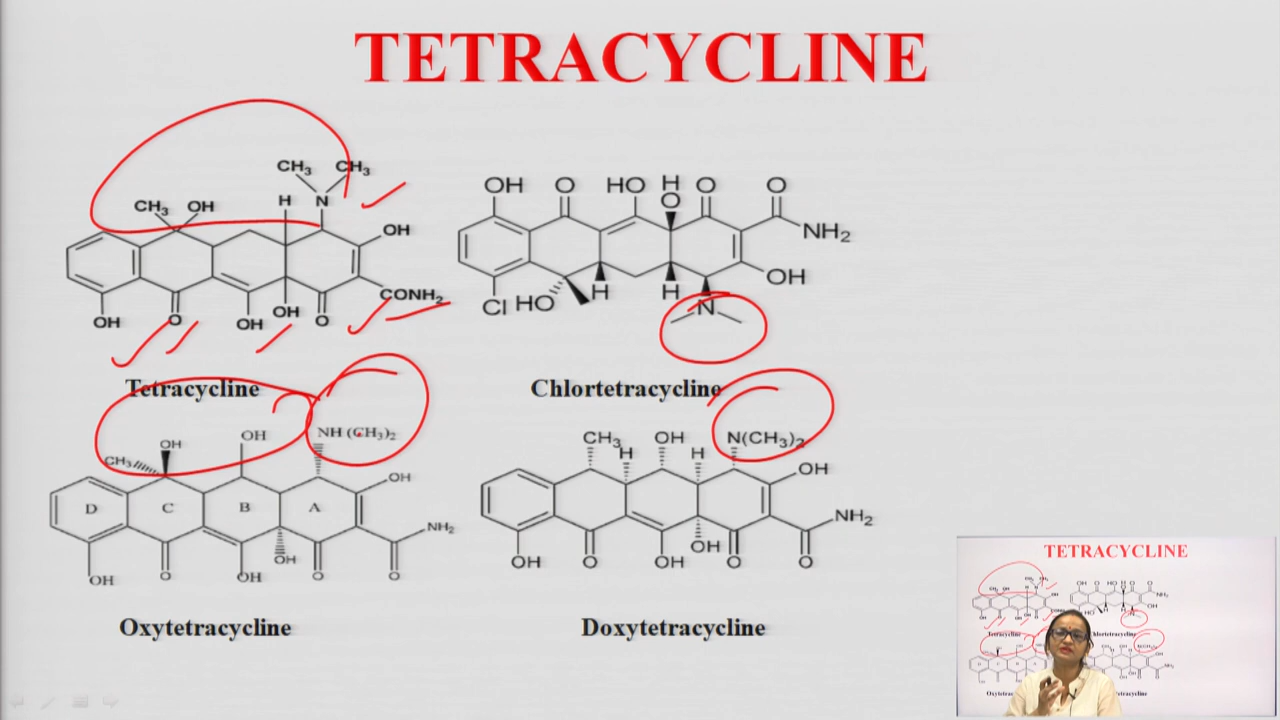 TETRACYCLINE
CH₃ CH₃
CH₃ OH H N
OH
CONH₂
OH O OH OH O
Tetracycline
OH O HO H O O
O
NH₂
OH
Cl HO H H N
Chlortetracycline
OH OH NH (CH₃)₂
CH₃
OH
D C B A
NH₂
OH O OH OH O O
Oxytetracycline
CH₃ OH N(CH₃)₂
H H
OH
NH₂
OH
OH O OH O O
Doxytetracycline
TETRACYCLINE